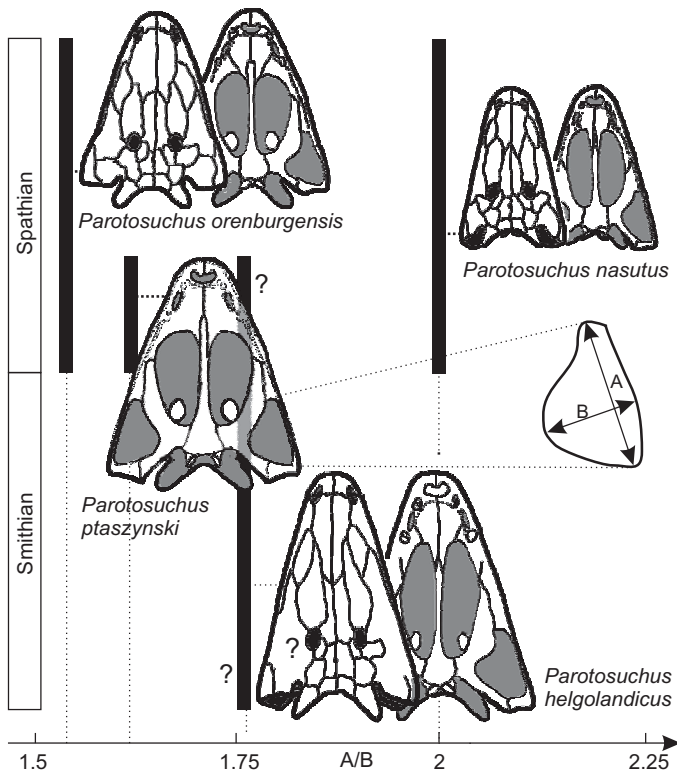 Spathian
Smithian
Parotosuchus orenburgensis
Parotosuchus nasutus
?
A
B
Parotosuchus
ptaszynski
?
?
Parotosuchus
helgolandicus
1.5
1.75
A/B
2
2.25